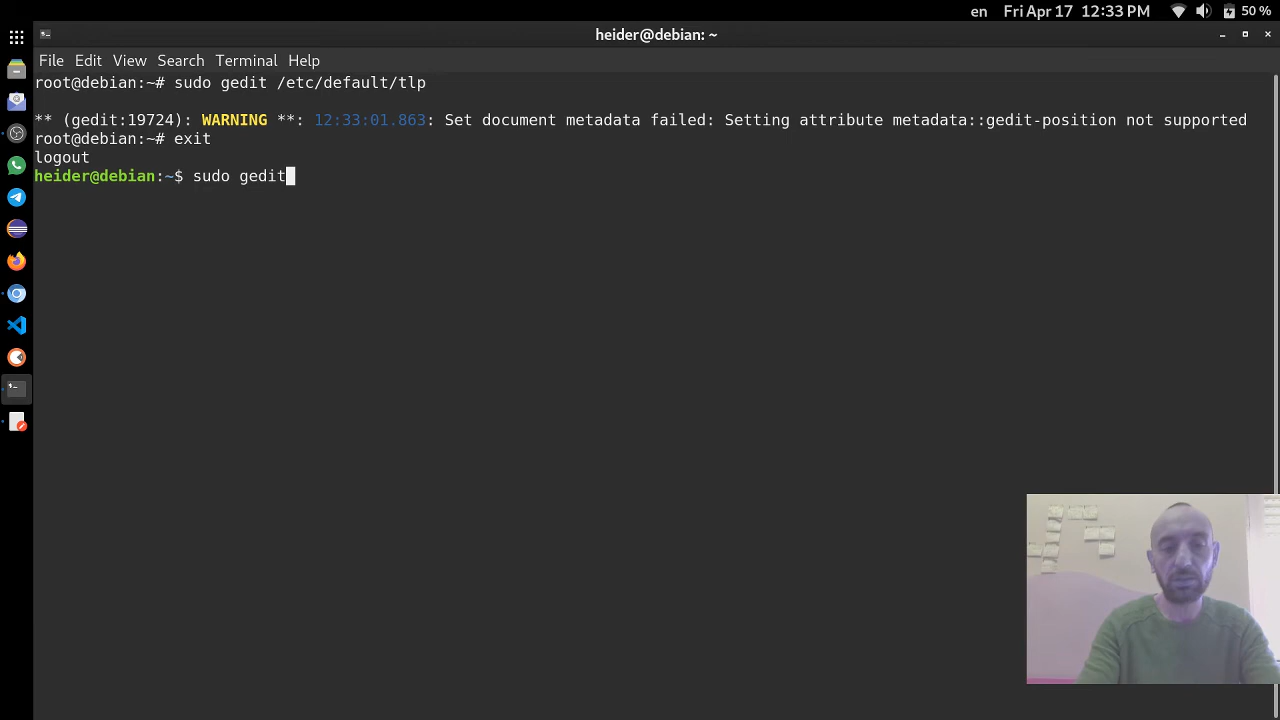 en Fri Apr 17 12:33 PM 50 %
heider@debian: ~
File Edit View Search Terminal Help
root@debian:~# sudo gedit /etc/default/tlp
** (gedit:19724): WARNING **: 12:33:01.863: Set document metadata failed: Setting attribute metadata::gedit-position not supported
root@debian:~# exit
logout
heider@debian:~$ sudo gedit